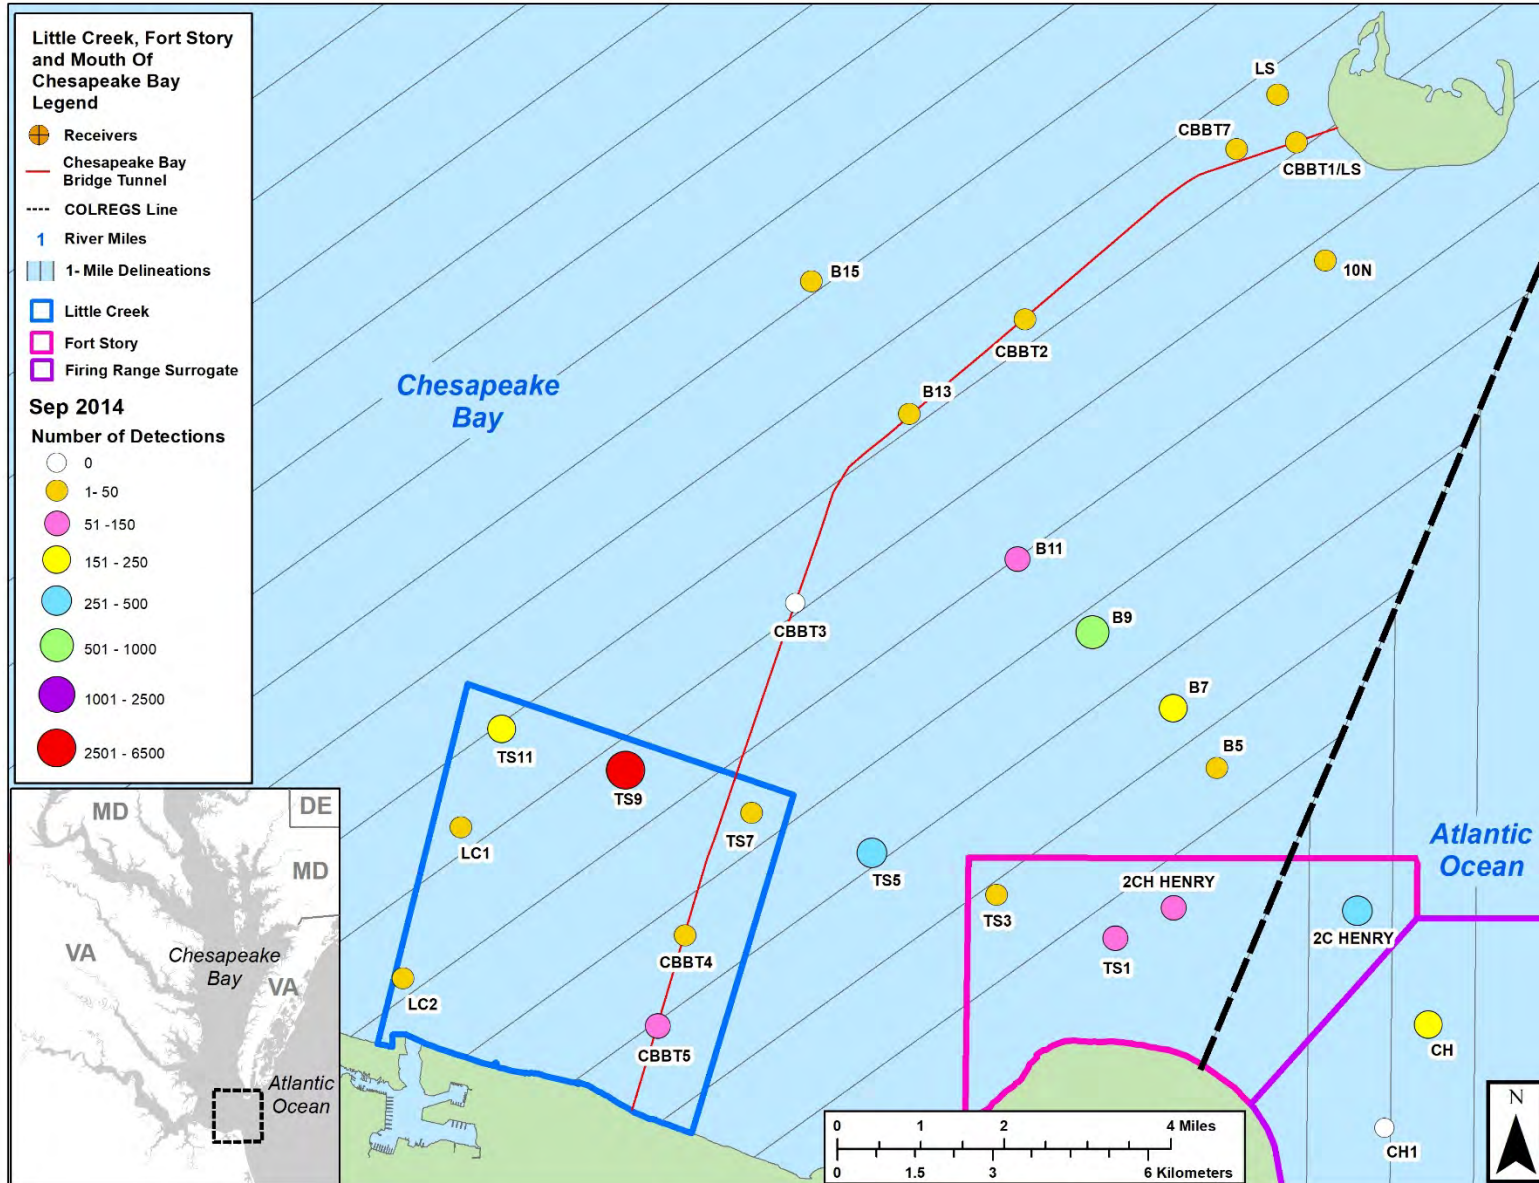 Little Creek, Fort Story
and Mouth Of
Chesapeake Bay
Legend
Receivers
Chesapeake Bay
Bridge Tunnel
COLREGS Line
1 River Miles
1- Mile Delineations
Little Creek
Fort Story
Firing Range Surrogate
Sep 2014
Number of Detections
0
1- 50
51 -150
151 - 250
251 - 500
501 - 1000
1001 - 2500
2501 - 6500
LS
CBBT7
CBBT1/LS
10N
B15
CBBT2
Chesapeake
Bay
B13
B11
CBBT3
B9
B7
B5
TS11
TS9
TS7
LC1
TS5
Atlantic
Ocean
2CH HENRY
TS3
TS1
2C HENRY
CBBT4
LC2
CBBT5
CH
CH1
MD
DE
MD
VA
Chesapeake
Bay
VA
Atlantic
Ocean
0 1 2 4 Miles
0 1.5 3 6 Kilometers
N